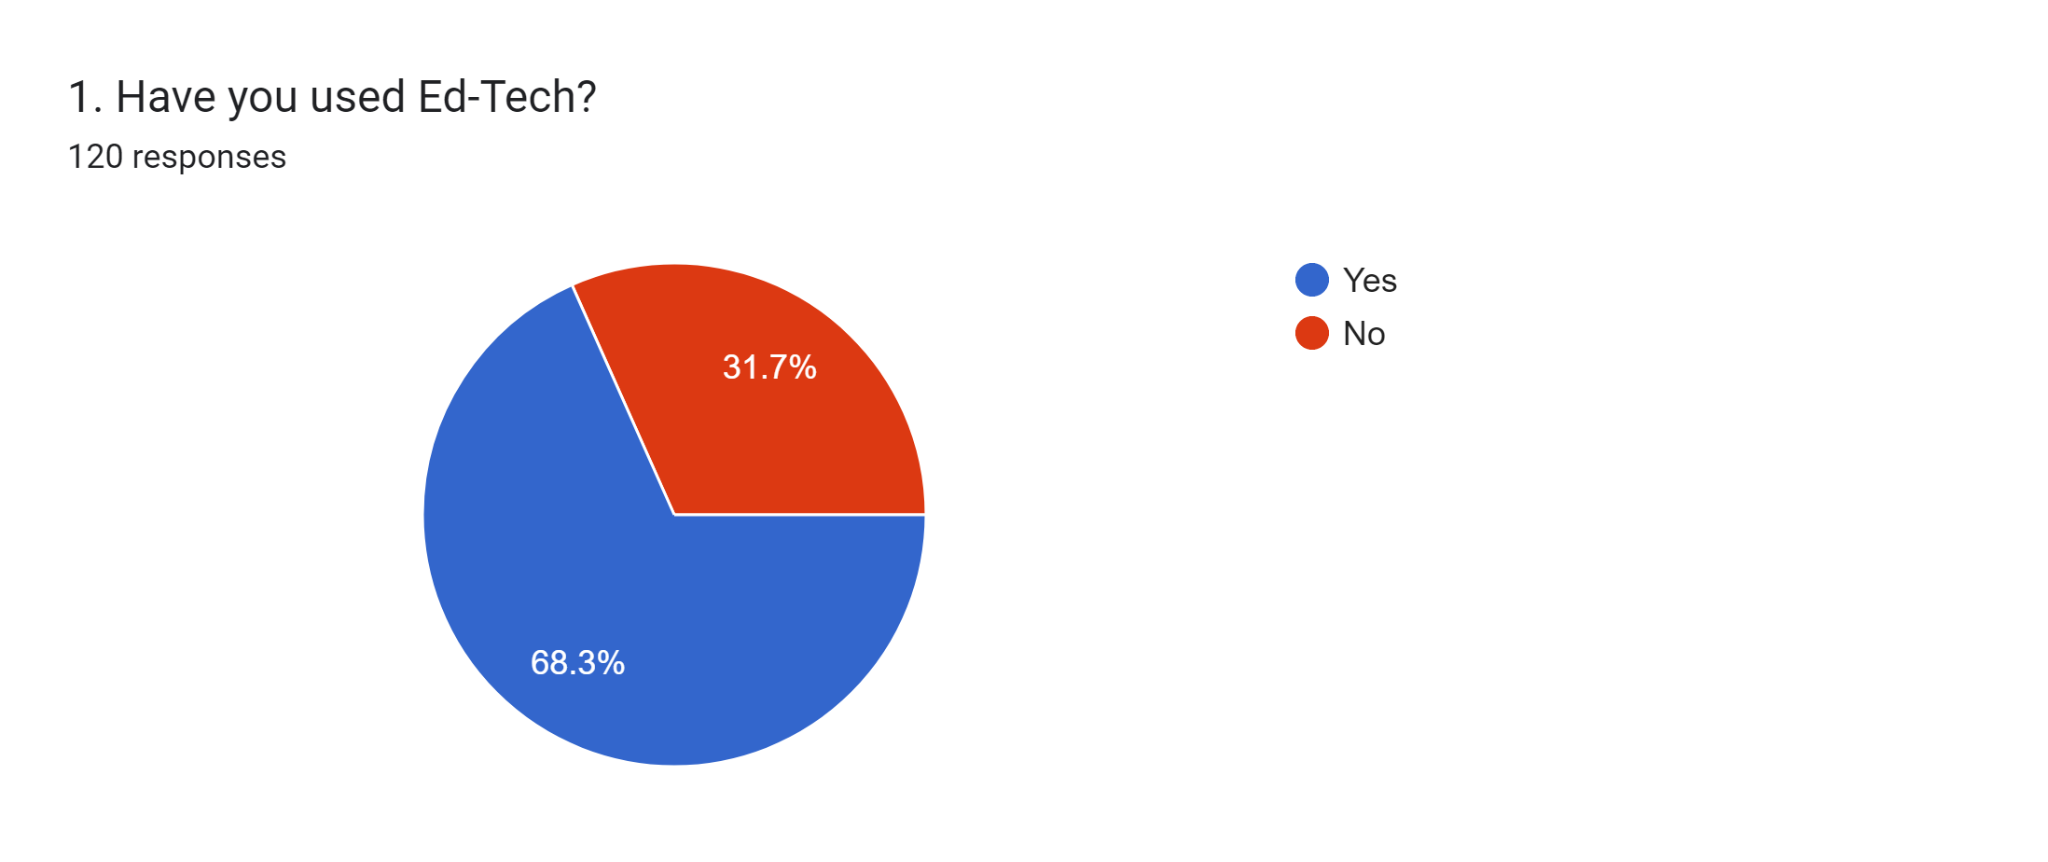 1. Have you used Ed-Tech?
120 responses
Yes
No
31.7%
68.3%